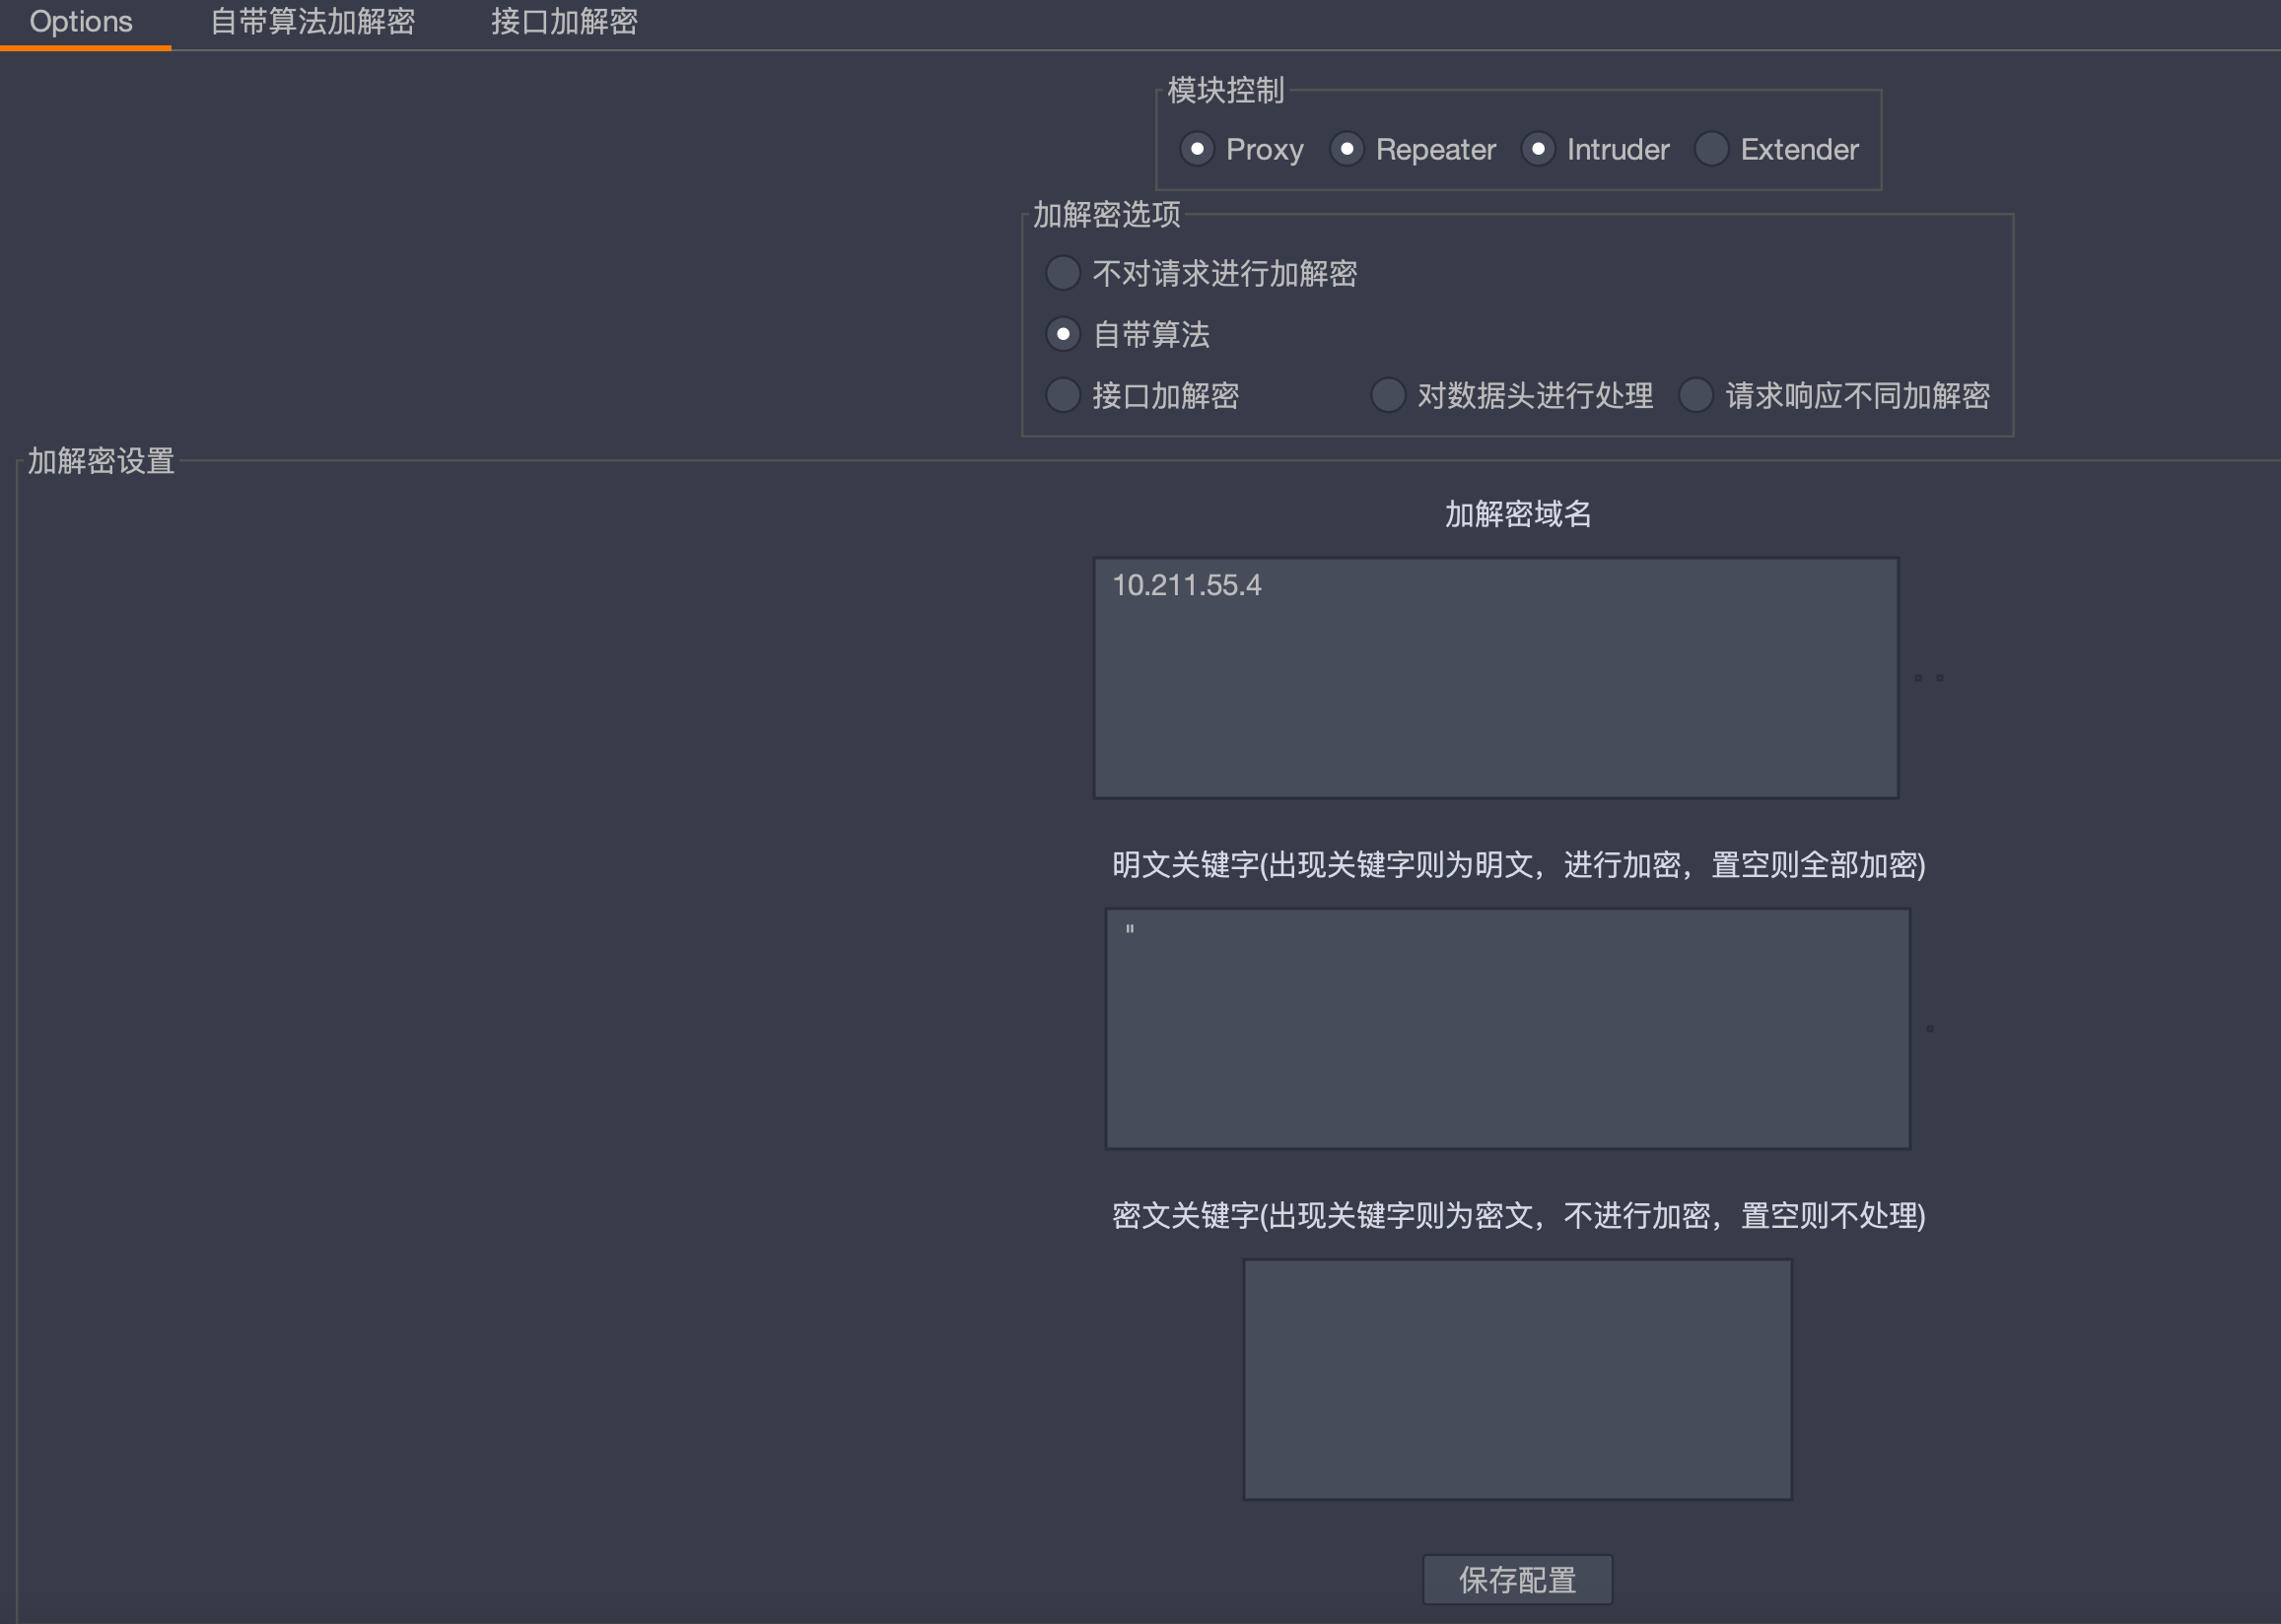 Options 自带算法加解密 接口加解密
模块控制
Proxy Repeater Intruder Extender
加解密选项
不对请求进行加解密
自带算法
接口加解密 对数据头进行处理 请求响应不同加解密
加解密设置
加解密域名
10.211.55.4
明文关键字(出现关键字则为明文，进行加密，置空则全部加密)
"
密文关键字(出现关键字则为密文，不进行加密，置空则不处理)
保存配置